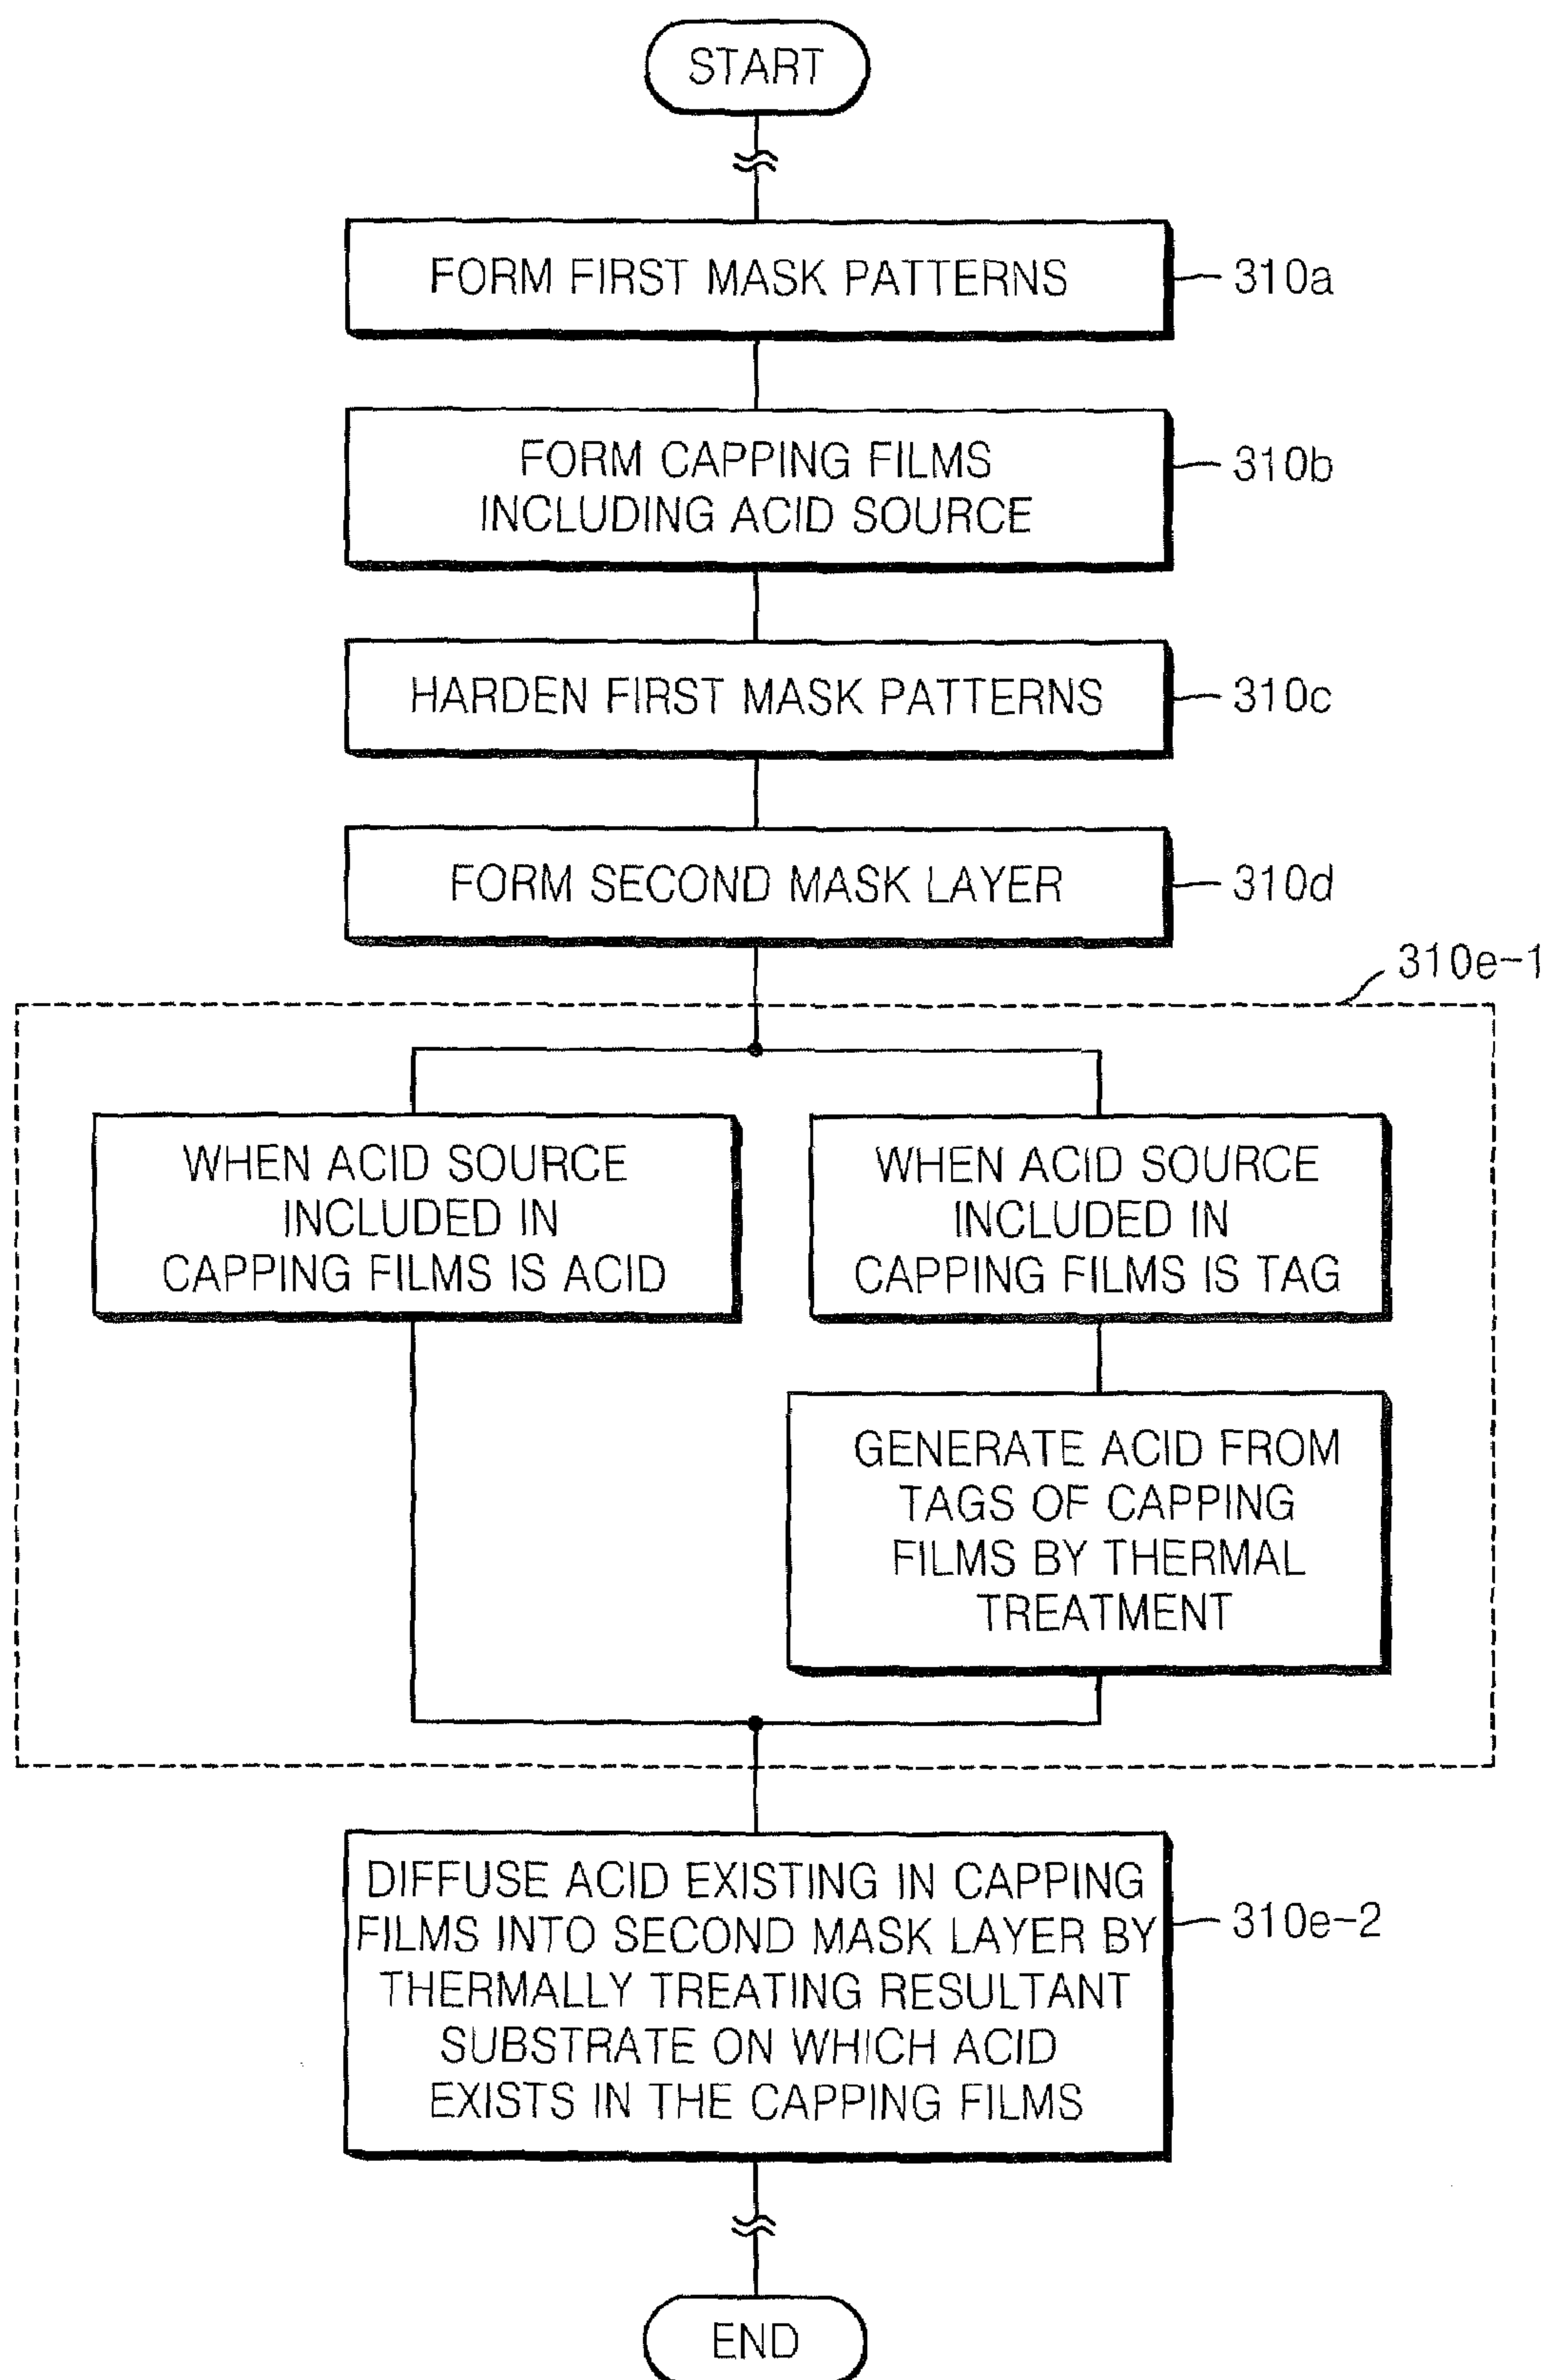 START
FORM FIRST MASK PATTERNS
310a
FORM CAPPING FILMS
INCLUDING ACID SOURCE
310b
HARDEN FIRST MASK PATTERNS
310c
FORM SECOND MASK LAYER
310d
310e-1
WHEN ACID SOURCE
INCLUDED IN
CAPPING FILMS IS ACID
WHEN ACID SOURCE
INCLUDED IN
CAPPING FILMS IS TAG
GENERATE ACID FROM
TAGS OF CAPPING
FILMS BY THERMAL
TREATMENT
DIFFUSE ACID EXISTING IN CAPPING
FILMS INTO SECOND MASK LAYER BY
THERMALLY TREATING RESULTANT
SUBSTRATE ON WHICH ACID
EXISTS IN THE CAPPING FILMS
310e-2
END